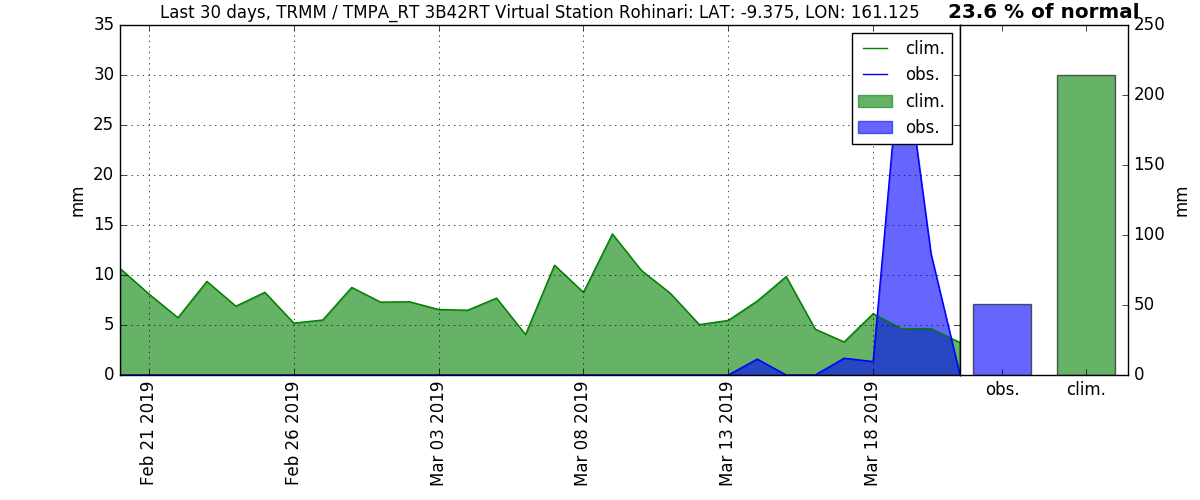 Last 30 days, TRMM / TMPA_RT 3B42RT Virtual Station Rohinari: LAT: -9.375, LON: 161.125
23.6 % of normal
35
30
25
20
15
10
5
0
mm
clim.
obs.
clim.
obs.
250
200
150
100
50
0
mm
Feb 21 2019
Feb 26 2019
Mar 03 2019
Mar 08 2019
Mar 13 2019
Mar 18 2019
obs.
clim.